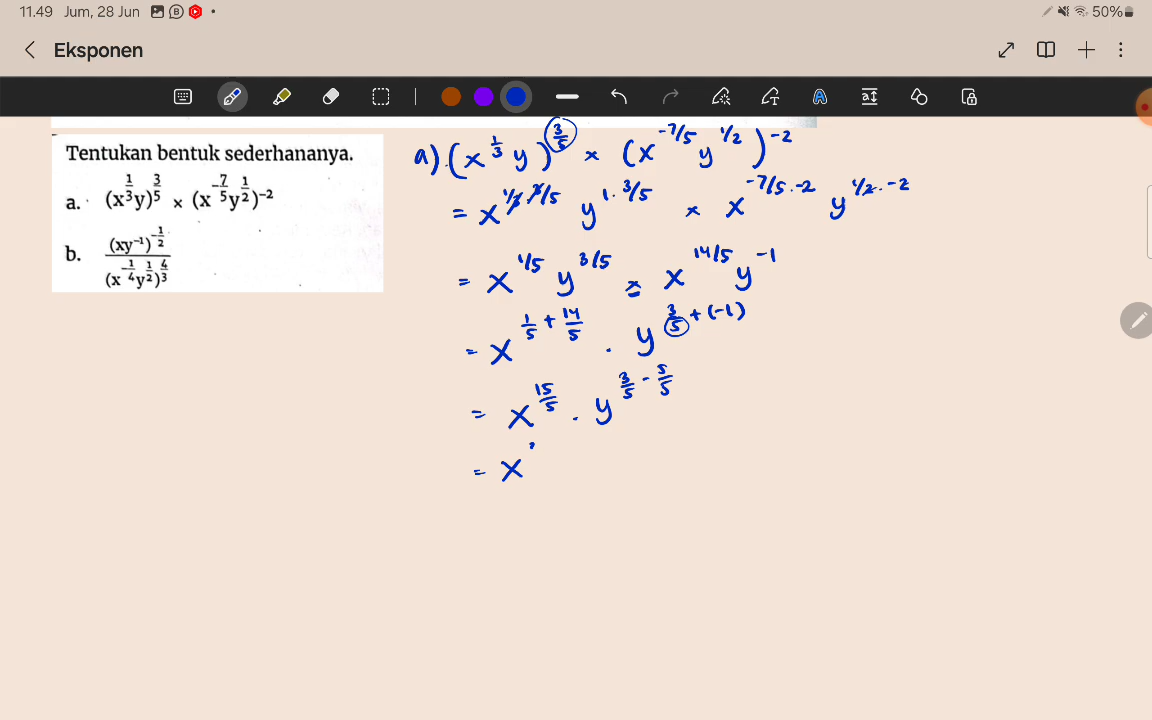 11.49 Jum, 28 Jun 50%
Eksponen
Tentukan bentuk sederhananya.
a. (x^{1/3}y)^{3/5} × (x^{-7/5}y^{1/2})^{-2}
b. (xy^{-1})^{-1/2} / (x^{-1/4}y^{1/2})^{4/3}
a). (x^{1/3} y)^{3/5} × (x^{-7/5} y^{1/2})^{-2}
= x^{1/3 · 3/5} y^{1 · 3/5} × x^{-7/5 · -2} y^{1/2 · -2}
= x^{1/5} y^{3/5} × x^{14/5} y^{-1}
= x^{1/5 + 14/5} · y^{3/5 + (-1)}
= x^{15/5} · y^{3/5 - 5/5}
= x